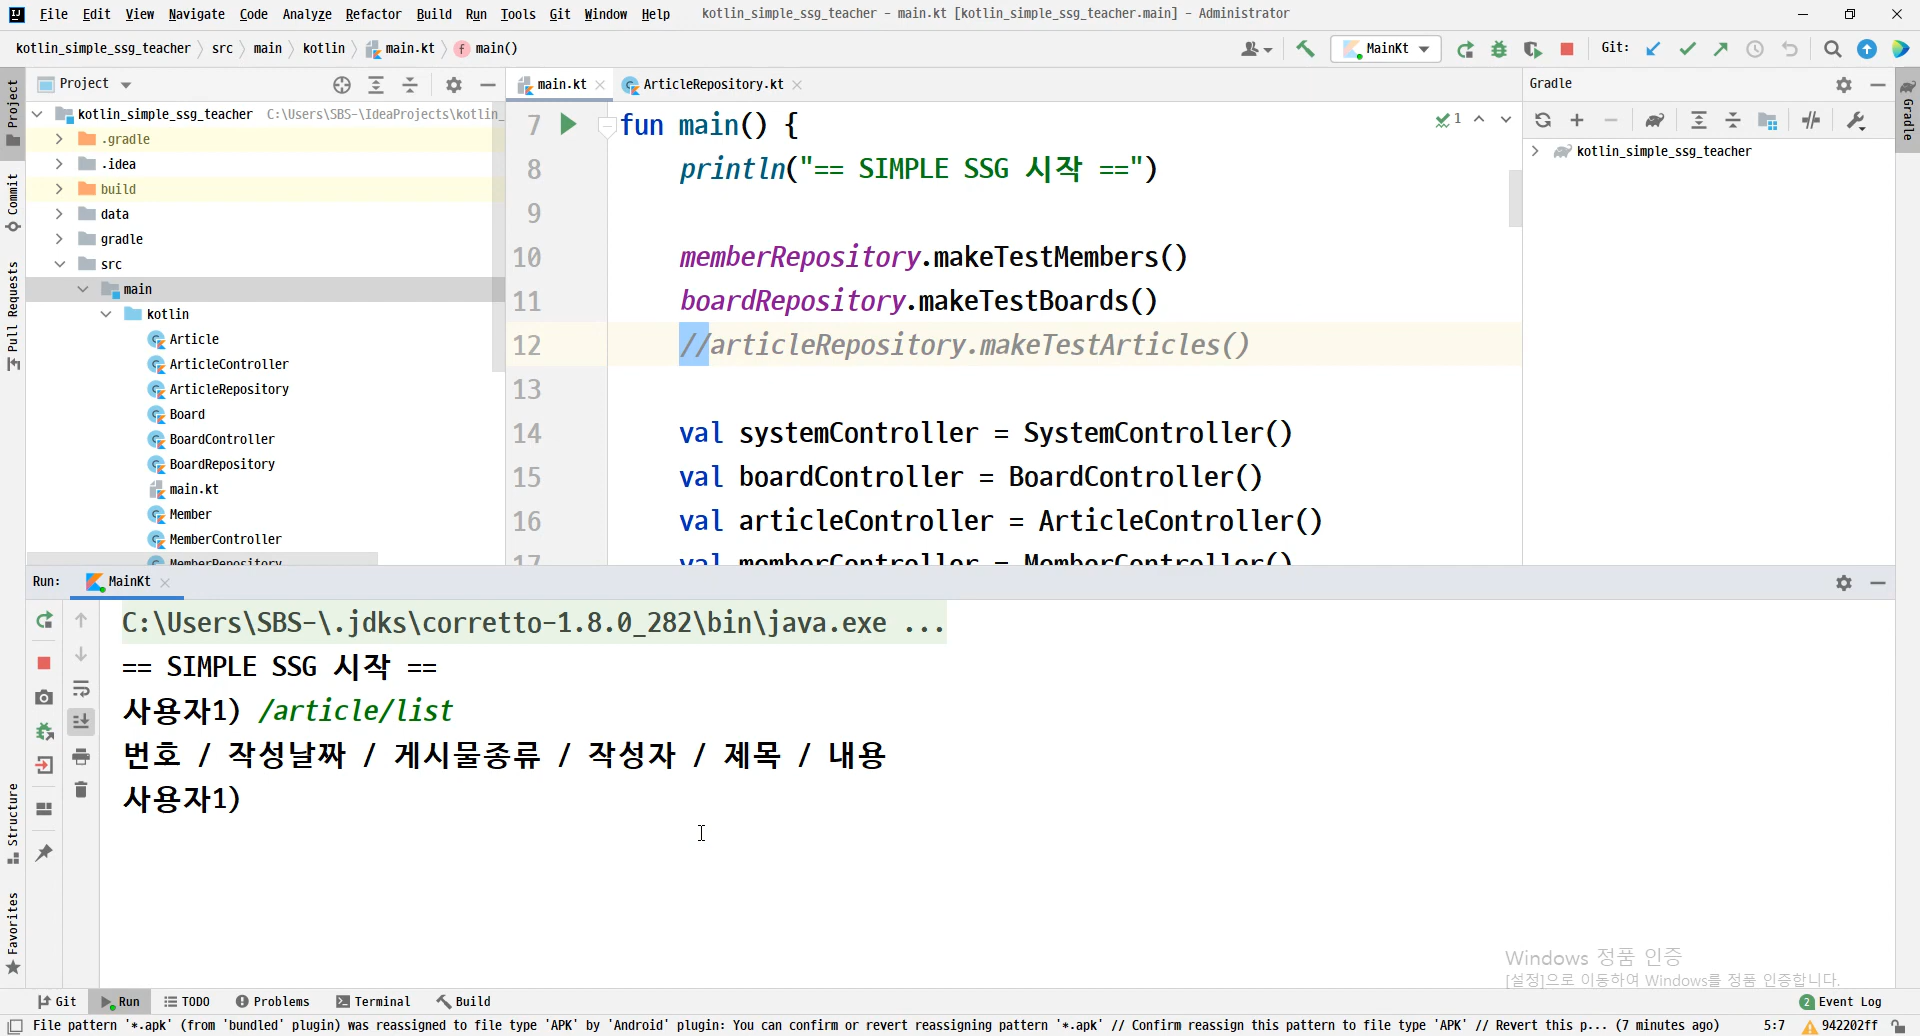 File Edit View Navigate Code Analyze Refactor Build Run Tools Git Window Help kotlin_simple_ssg_teacher - main.kt [kotlin_simple_ssg_teacher.main] - Administrator
kotlin_simple_ssg_teacher src main kotlin main.kt main()
MainKt
Git:
Project
main.kt
ArticleRepository.kt
Gradle
Project
Commit
Pull Requests
Structure
Favorites
kotlin_simple_ssg_teacher C:\Users\SBS-\IdeaProjects\kotlin_
.gradle
.idea
build
data
gradle
src
main
kotlin
Article
ArticleController
ArticleRepository
Board
BoardController
BoardRepository
main.kt
Member
MemberController
MemberRepository
7 fun main() {
8 println("== SIMPLE SSG 시작 ==")
9
10 memberRepository.makeTestMembers()
11 boardRepository.makeTestBoards()
12 //articleRepository.makeTestArticles()
13
14 val systemController = SystemController()
15 val boardController = BoardController()
16 val articleController = ArticleController()
17 val memberController = MemberController()
1
kotlin_simple_ssg_teacher
Gradle
Run: MainKt
C:\Users\SBS-\.jdks\corretto-1.8.0_282\bin\java.exe ...
== SIMPLE SSG 시작 ==
사용자1) /article/list
번호 / 작성날짜 / 게시물종류 / 작성자 / 제목 / 내용
사용자1)
Windows 정품 인증
[설정]으로 이동하여 Windows를 정품 인증합니다.
Git Run TODO Problems Terminal Build 2 Event Log
File pattern '*.apk' (from 'bundled' plugin) was reassigned to file type 'APK' by 'Android' plugin: You can confirm or revert reassigning pattern '*.apk' // Confirm reassign this pattern to file type 'APK' // Revert this p... (7 minutes ago) 5:7 942202ff